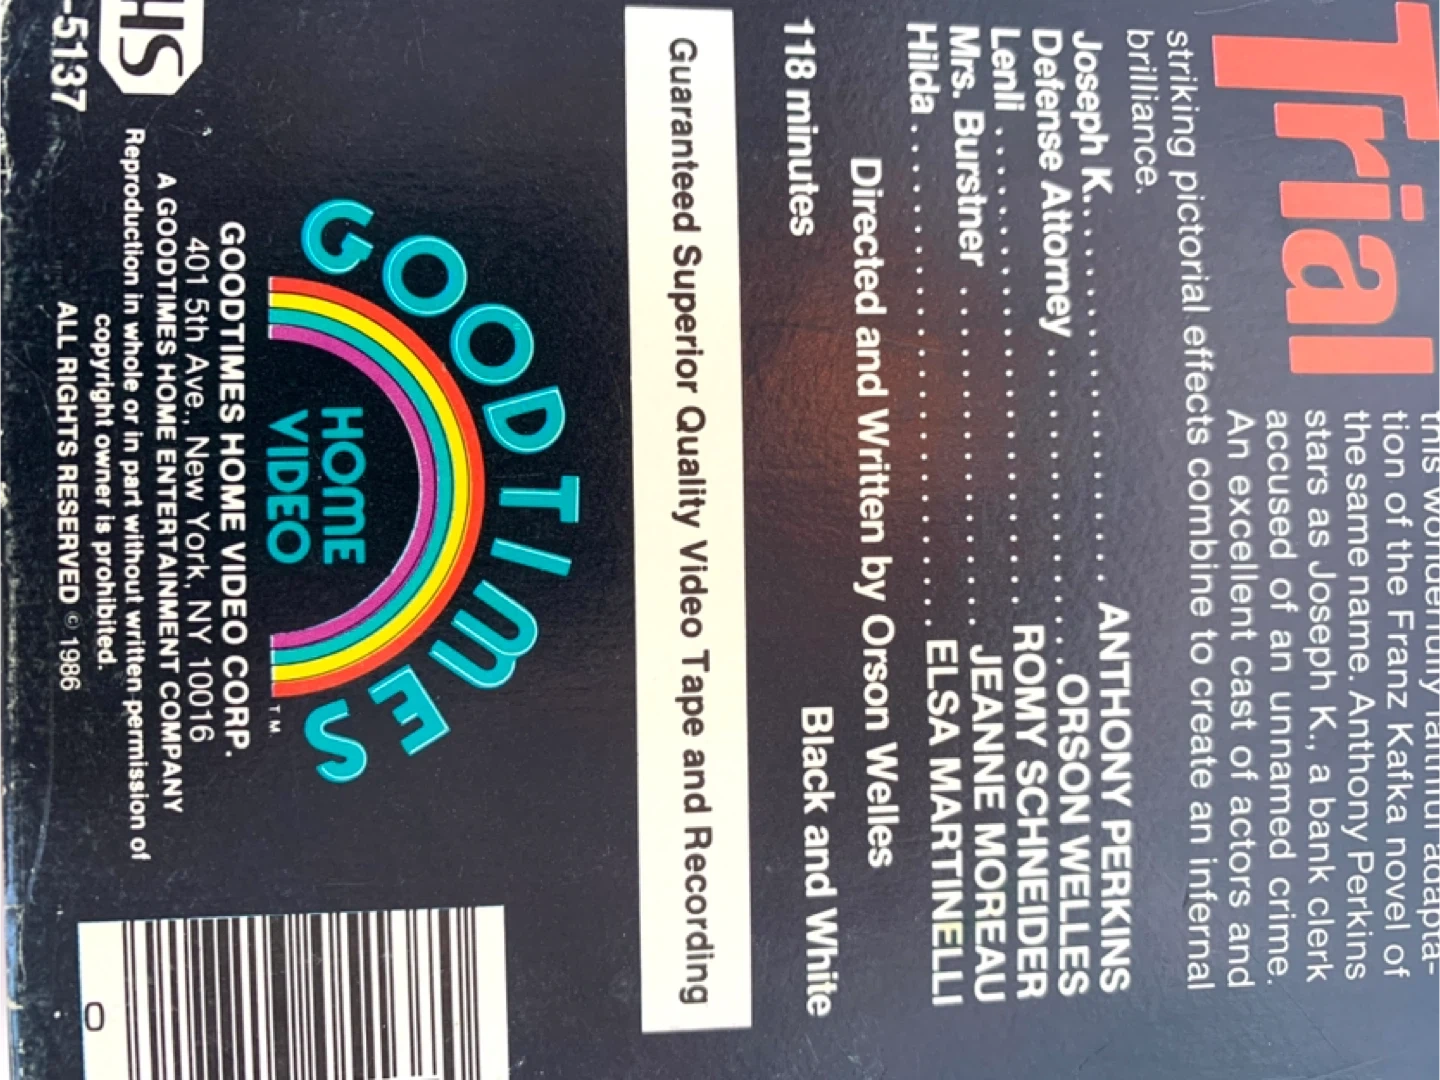 Trial
this wonderfully faithful adapta-
tion of the Franz Kafka novel of
the same name. Anthony Perkins
stars as Joseph K., a bank clerk
accused of an unnamed crime.
An excellent cast of actors and
striking pictorial effects combine to create an infernal
brilliance.
Joseph K. . . . . . . . . . . . . . . . . . . . . . ANTHONY PERKINS
Defense Attorney . . . . . . . . . . . . . . . . ORSON WELLES
Lenli . . . . . . . . . . . . . . . . . . . . . . . . . ROMY SCHNEIDER
Mrs. Burstner . . . . . . . . . . . . . . . . . . JEANNE MOREAU
Hilda . . . . . . . . . . . . . . . . . . . . . . . . . ELSA MARTINELLI
Directed and Written by Orson Welles
118 minutes Black and White
Guaranteed Superior Quality Video Tape and Recording
GOODTIMES
HOME
VIDEO
TM
GOODTIMES HOME VIDEO CORP.
401 5th Ave., New York, NY 10016
A GOODTIMES HOME ENTERTAINMENT COMPANY
Reproduction in whole or in part without written permission of
copyright owner is prohibited.
ALL RIGHTS RESERVED © 1986
HS
-5137
0